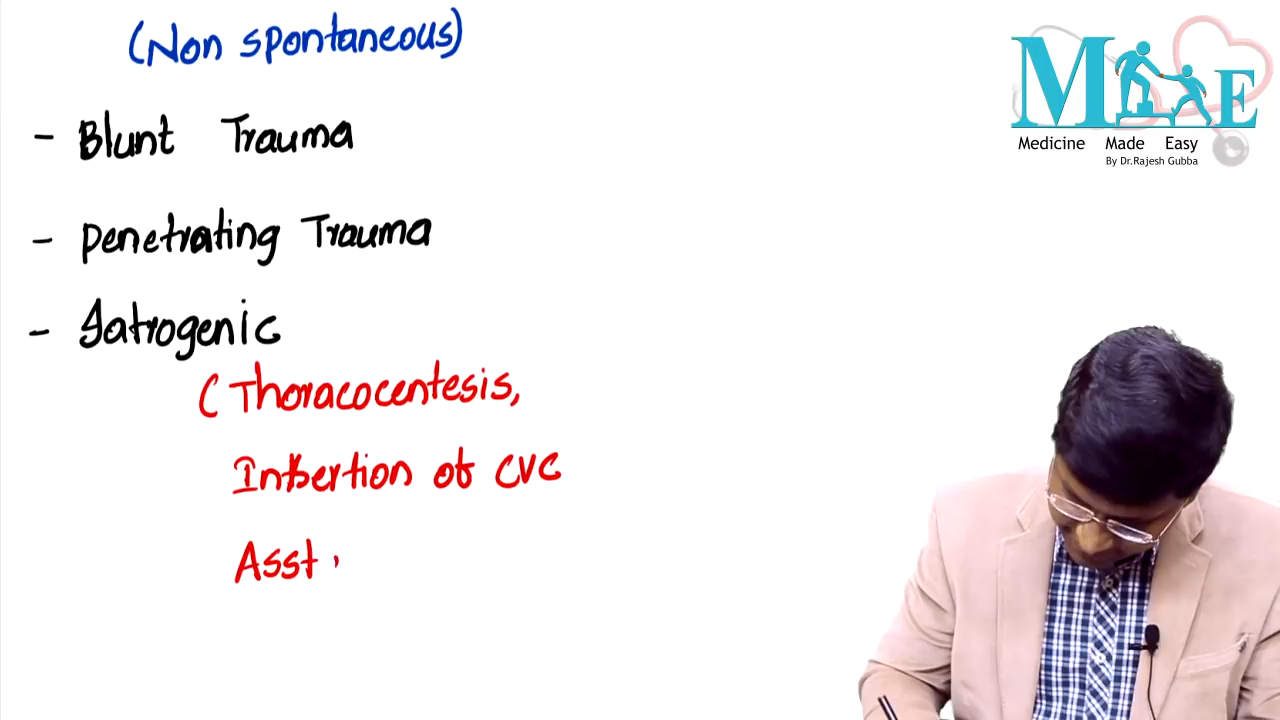 (Non spontaneous)
- Blunt Trauma
- Penetrating Trauma
- Iatrogenic
(Thoracocentesis,
Insertion of CVC
Asst
M E
Medicine Made Easy
By Dr.Rajesh Gubba